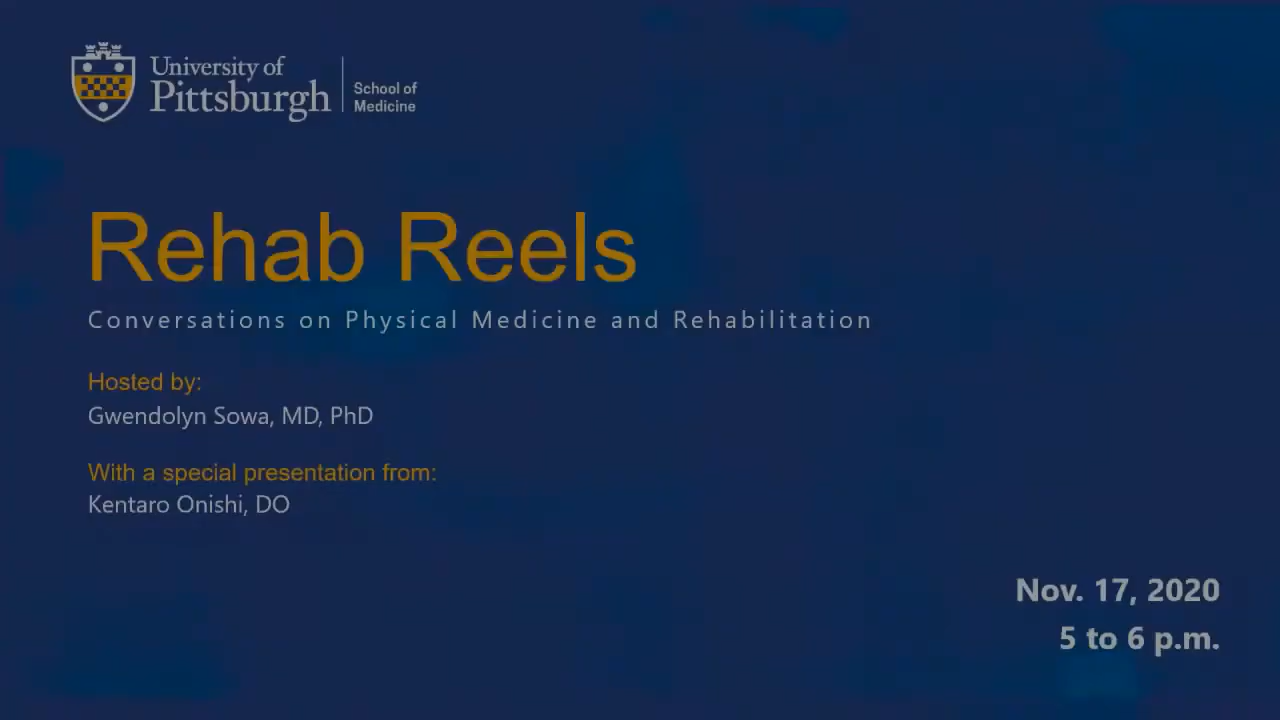 University of
Pittsburgh
School of
Medicine
Rehab Reels
Conversations on Physical Medicine and Rehabilitation
Hosted by:
Gwendolyn Sowa, MD, PhD
With a special presentation from:
Kentaro Onishi, DO
Nov. 17, 2020
5 to 6 p.m.